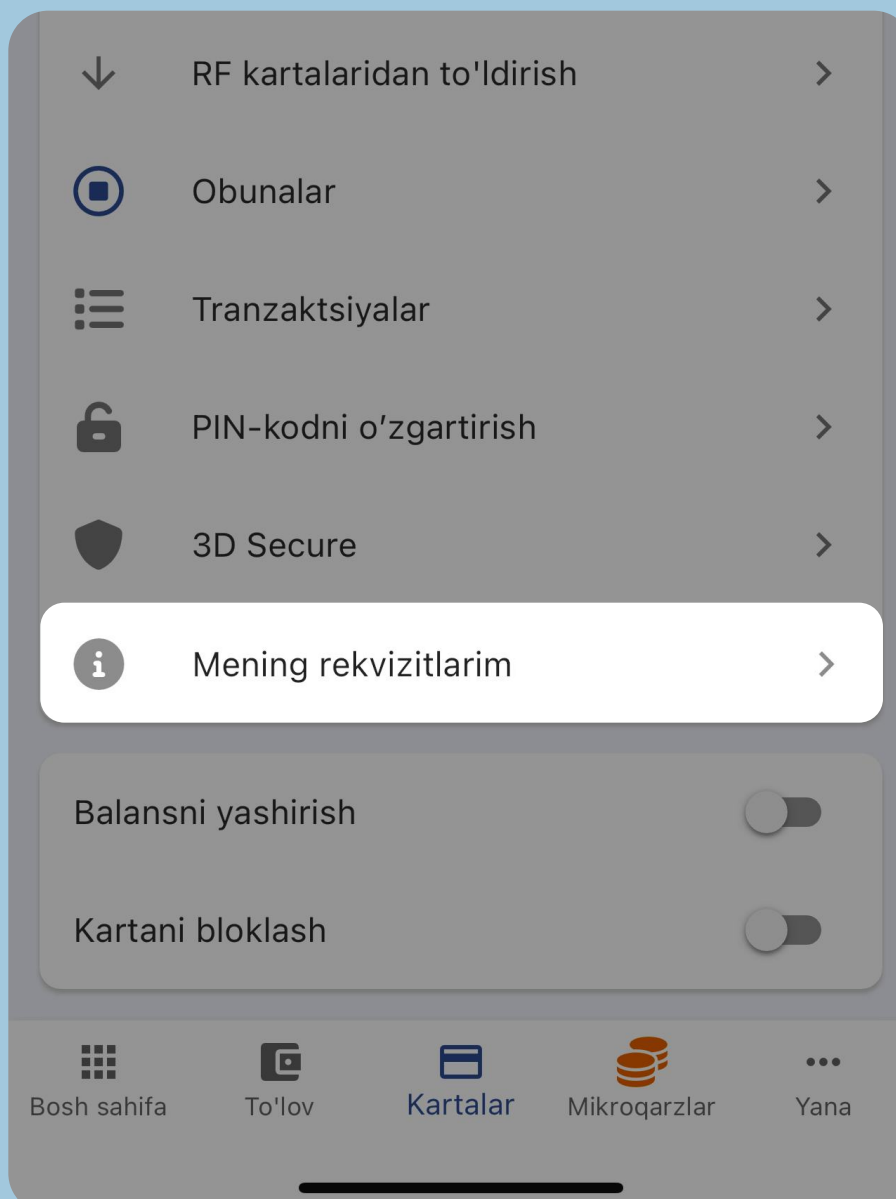 RF kartalaridan to'ldirish
Obunalar
Tranzaktsiyalar
PIN-kodni o′zgartirish
3D Secure
Mening rekvizitlarim
Balansni yashirish
Kartani bloklash
Bosh sahifa
To'lov
Kartalar
Mikroqarzlar
Yana